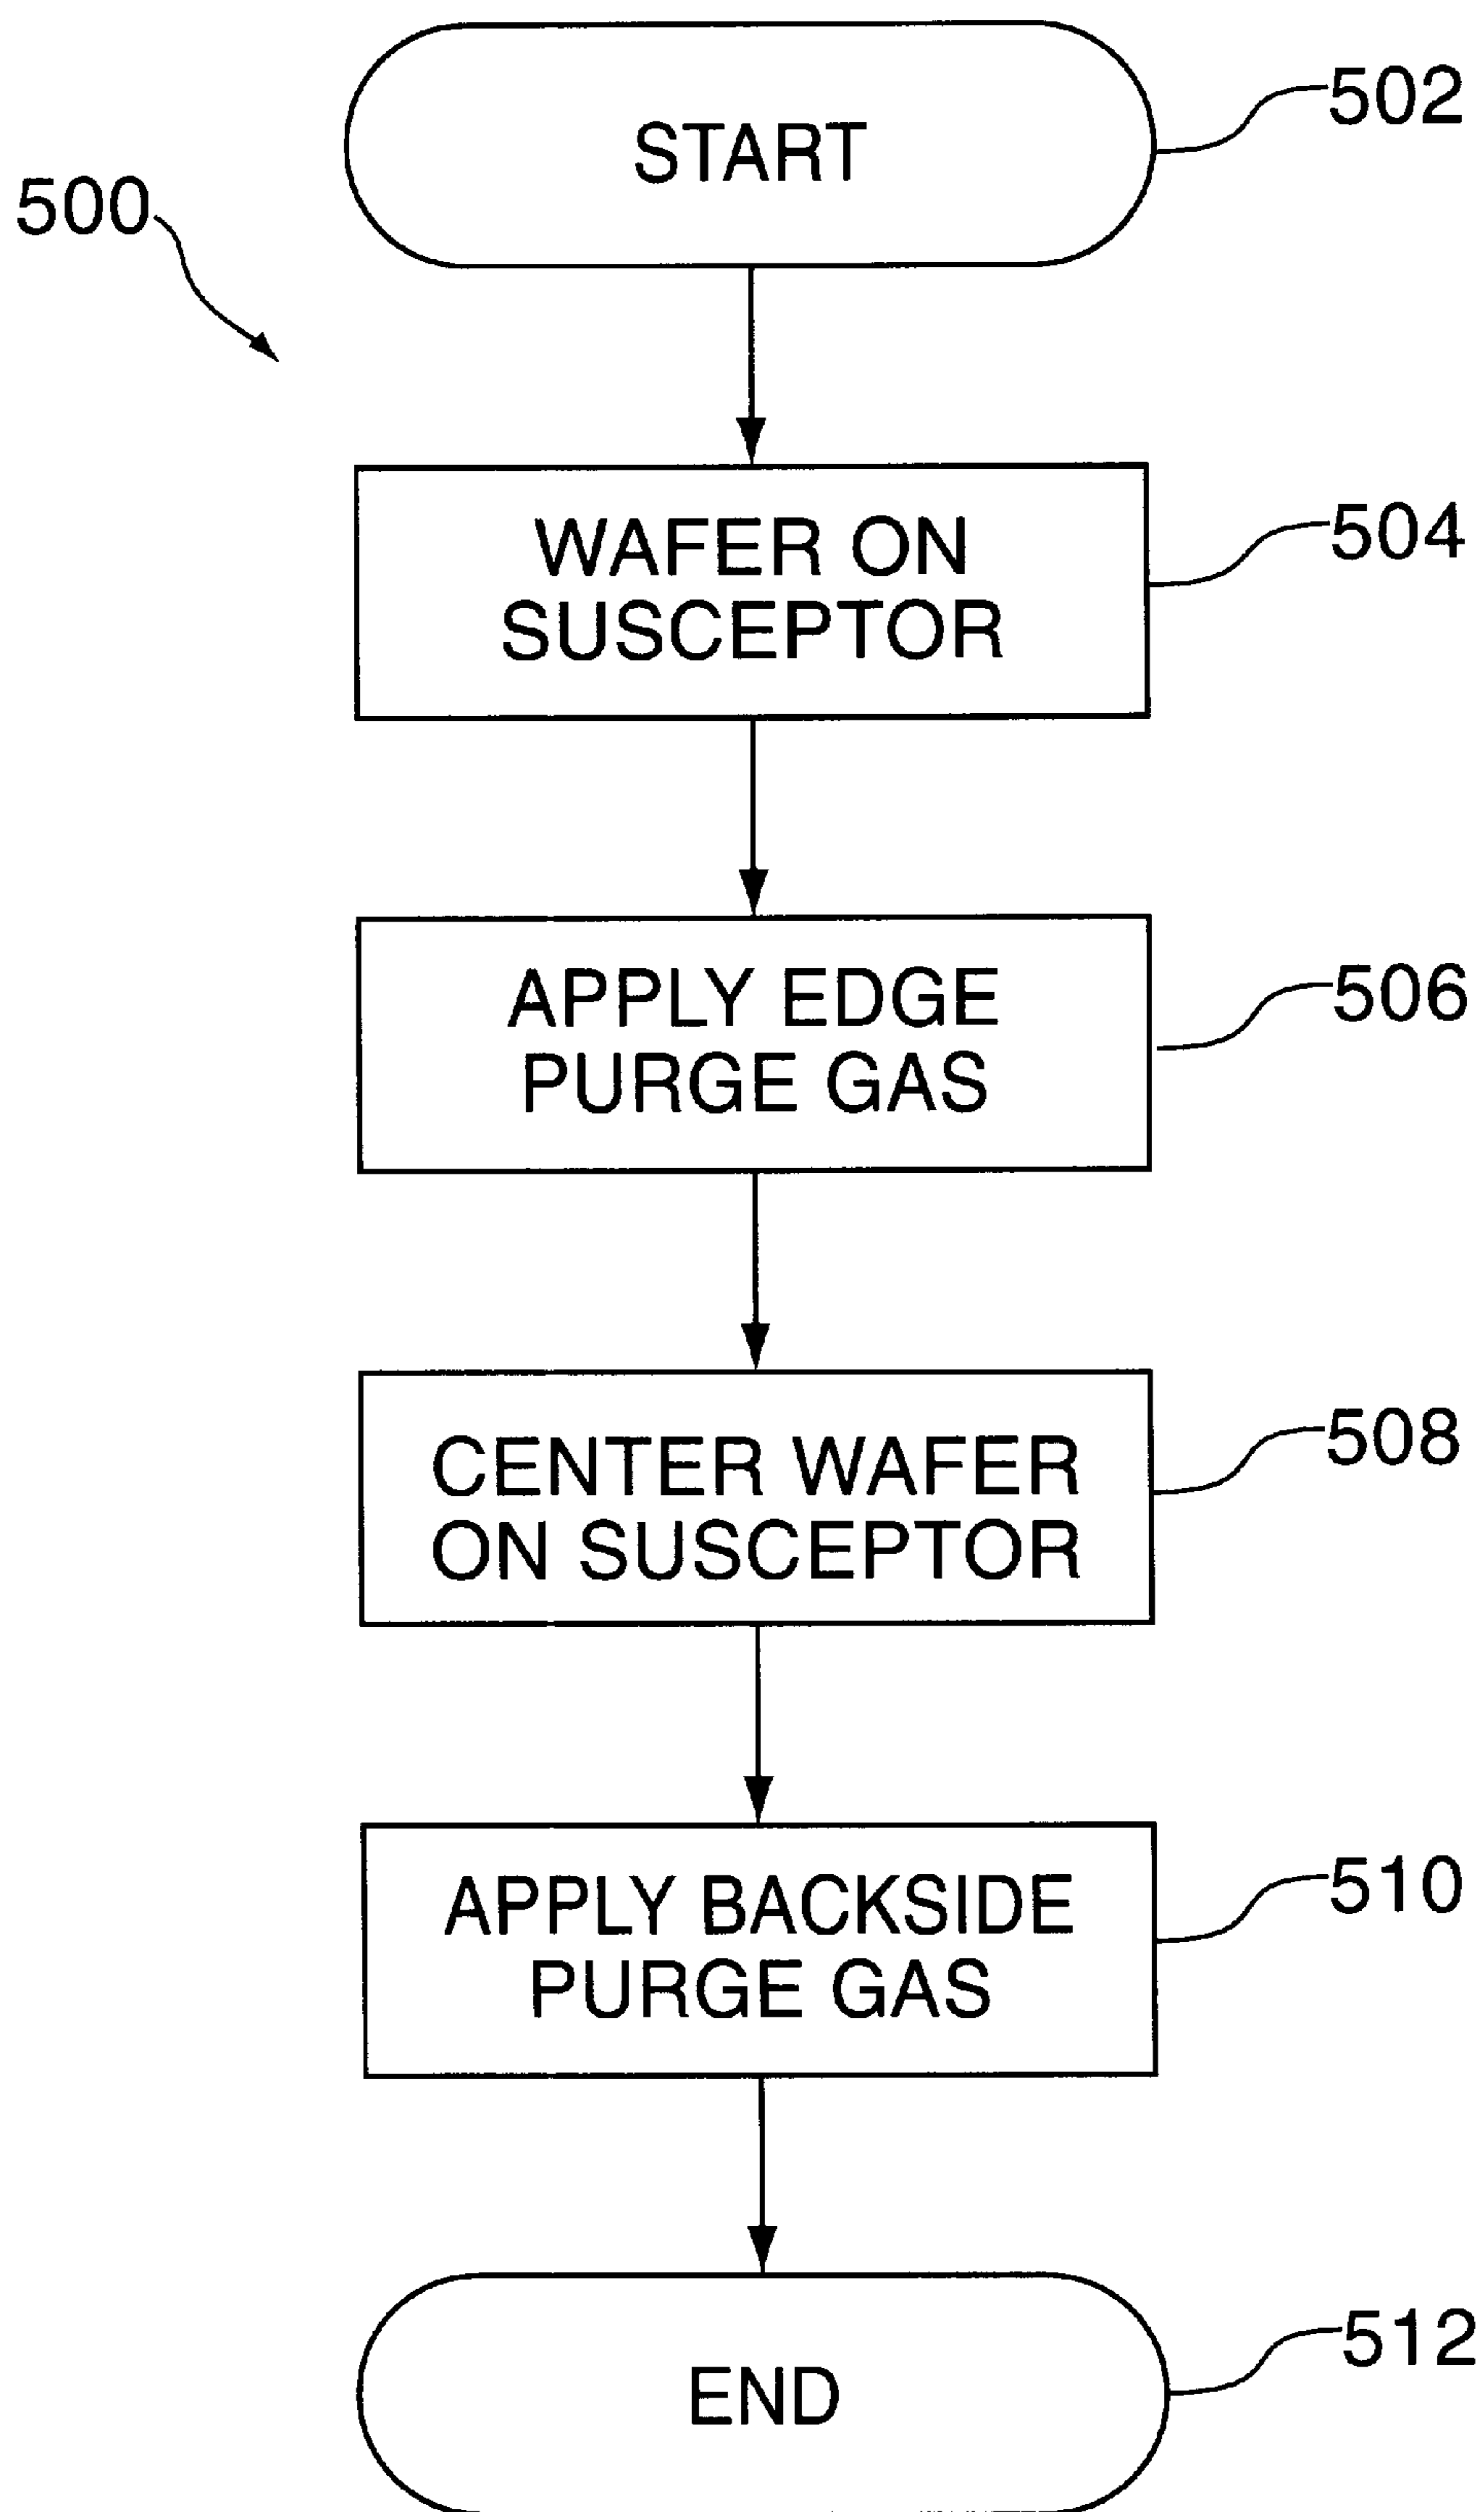 502
START
500
504
WAFER ON
SUSCEPTOR
506
APPLY EDGE
PURGE GAS
508
CENTER WAFER
ON SUSCEPTOR
510
APPLY BACKSIDE
PURGE GAS
512
END